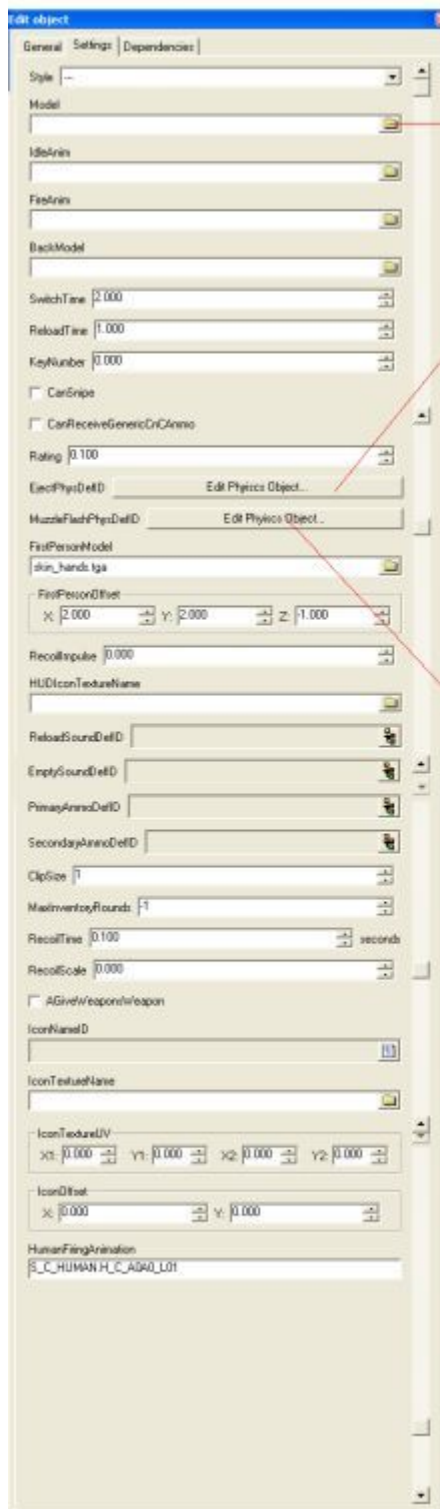 Edit object
General Settings Dependencies
Style ---
Model
IdleAnim
FireAnim
BackModel
SwitchTime 2.000
ReloadTime 1.000
KeyNumber 0.000
CanSnipe
CanReceiveGenericCnCAmmo
Rating 0.100
EjectPhysDefID Edit Phyiscs Object...
MuzzleFlashPhysDefID Edit Phyiscs Object...
FirstPersonModel
skin_hands.tga
FirstPersonOffset
X: 2.000 Y: 2.000 Z: -1.000
RecoilImpulse 0.000
HUDIconTextureName
ReloadSoundDefID
EmptySoundDefID
PrimaryAmmoDefID
SecondaryAmmoDefID
ClipSize 1
MaxInventoryRounds -1
RecoilTime 0.100 seconds
RecoilScale 0.000
AGiveWeaponsWeapon
IconNameID
IconTextureName
IconTextureUV
X1: 0.000 Y1: 0.000 X2: 0.000 Y2: 0.000
IconOffset
X: 0.000 Y: 0.000
HumanFiringAnimation
S_C_HUMAN.H_C_A0A0_L01